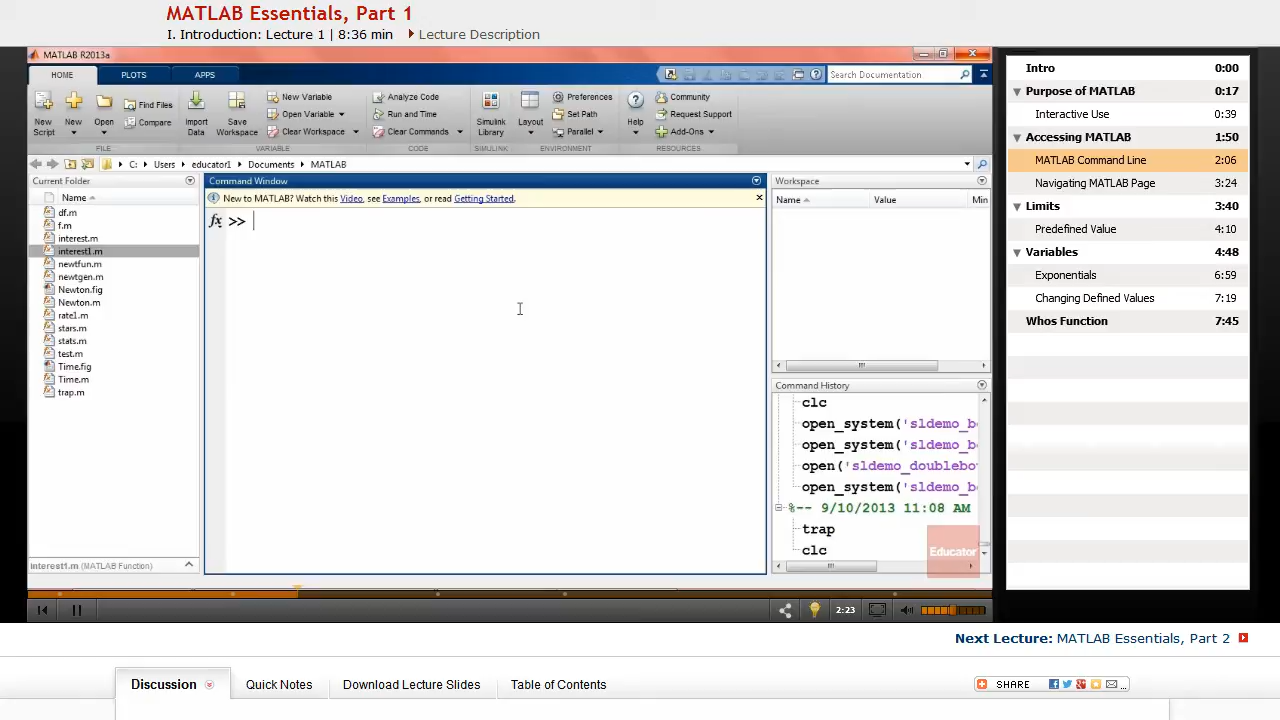 MATLAB Essentials, Part 1
I. Introduction: Lecture 1 | 8:36 min Lecture Description
MATLAB R2013a
HOME PLOTS APPS
Search Documentation
New Script
New
Open
Find Files
Compare
FILE
Import Data
Save Workspace
New Variable
Open Variable
Clear Workspace
VARIABLE
Analyze Code
Run and Time
Clear Commands
CODE
Simulink Library
SIMULINK
Layout
Preferences
Set Path
Parallel
ENVIRONMENT
Help
Community
Request Support
Add-Ons
RESOURCES
C: Users educator1 Documents MATLAB
Current Folder
Name
df.m
f.m
interest.m
interest1.m
newtfun.m
newtgen.m
Newton.fig
Newton.m
rate1.m
stars.m
stats.m
test.m
Time.fig
Time.m
trap.m
interest1.m (MATLAB Function)
Command Window
New to MATLAB? Watch this Video, see Examples, or read Getting Started.
fx >>
Workspace
Name Value Min
Command History
clc
open_system('sldemo_b
open_system('sldemo_b
open('sldemo_doublebo
open_system('sldemo_b
%-- 9/10/2013 11:08 AM
trap
clc
Educator
2:23
Intro 0:00
Purpose of MATLAB 0:17
Interactive Use 0:39
Accessing MATLAB 1:50
MATLAB Command Line 2:06
Navigating MATLAB Page 3:24
Limits 3:40
Predefined Value 4:10
Variables 4:48
Exponentials 6:59
Changing Defined Values 7:19
Whos Function 7:45
Next Lecture: MATLAB Essentials, Part 2
Discussion Quick Notes Download Lecture Slides Table of Contents
SHARE